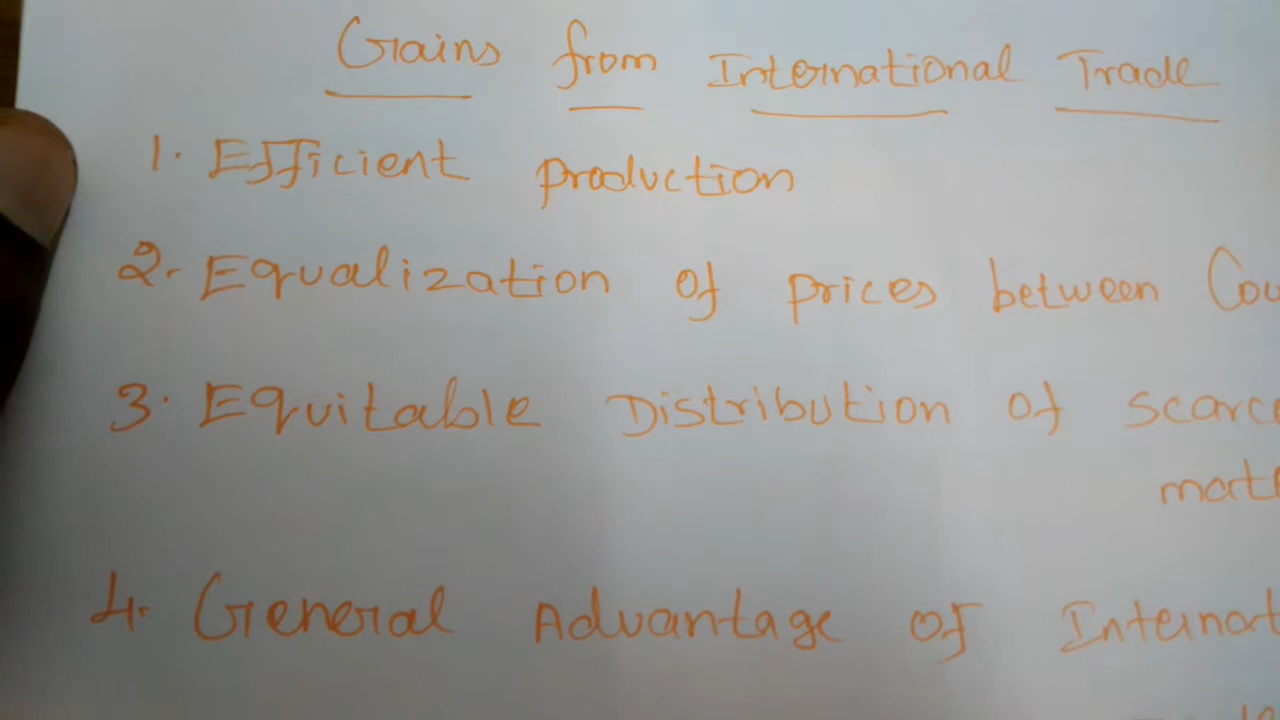 Gains from International Trade
1. Efficient production
2. Equalization of prices between Cou
3. Equitable Distribution of scarce
mat
4. General Advantage of Internat